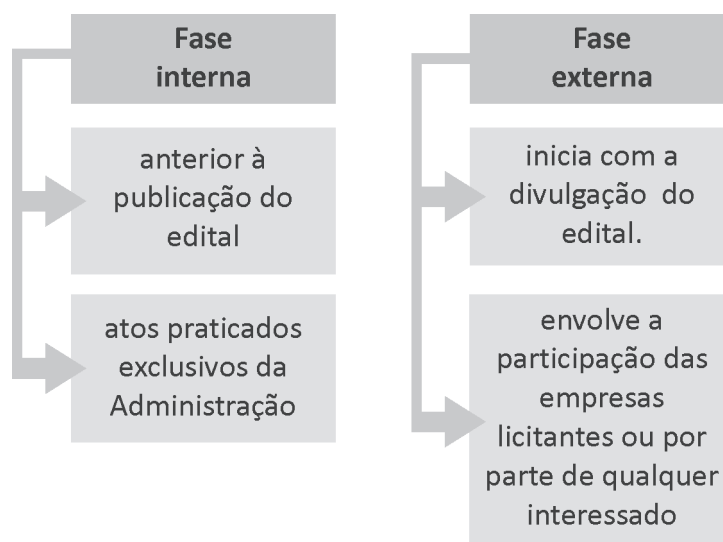 Fase
interna
anterior à
publicação do
edital
atos praticados
exclusivos da
Administração
Fase
externa
inicia com a
divulgação do
edital.
envolve a
participação das
empresas
licitantes ou por
parte de qualquer
interessado